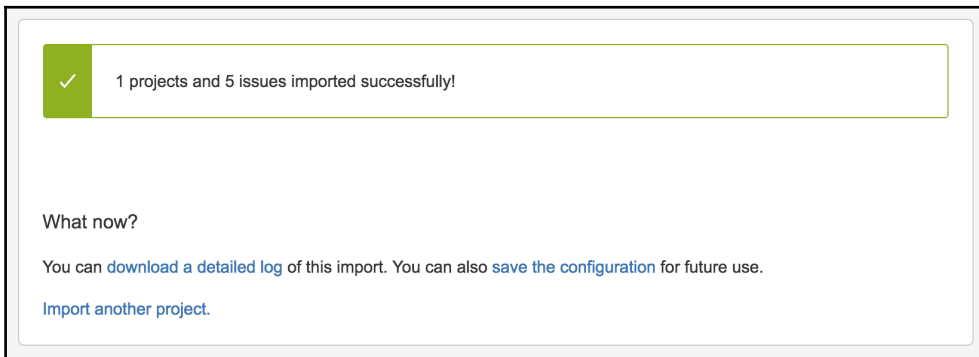 1 projects and 5 issues imported successfully!
What now?
You can download a detailed log of this import. You can also save the configuration for future use.
Import another project.